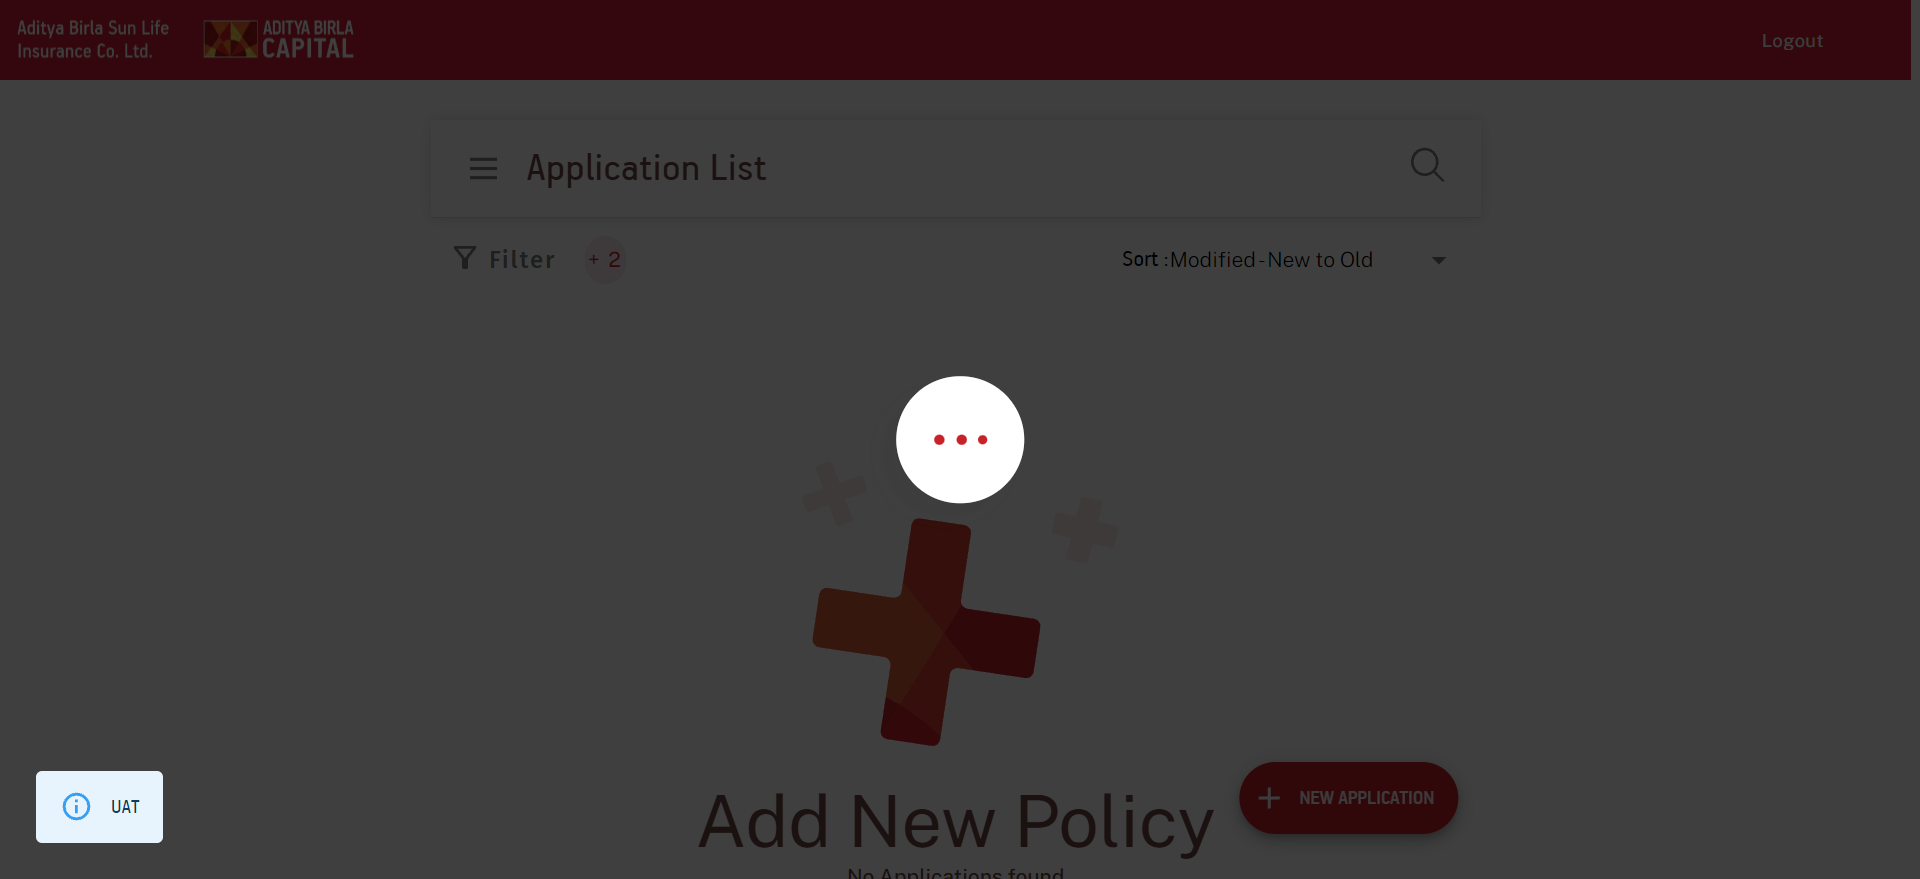 Aditya Birla Sun Life
Insurance Co. Ltd.
ADITYA BIRLA
CAPITAL
Logout
Application List
Filter
+ 2
Sort : Modified - New to Old
UAT
NEW APPLICATION
Add New Policy
No Applications found